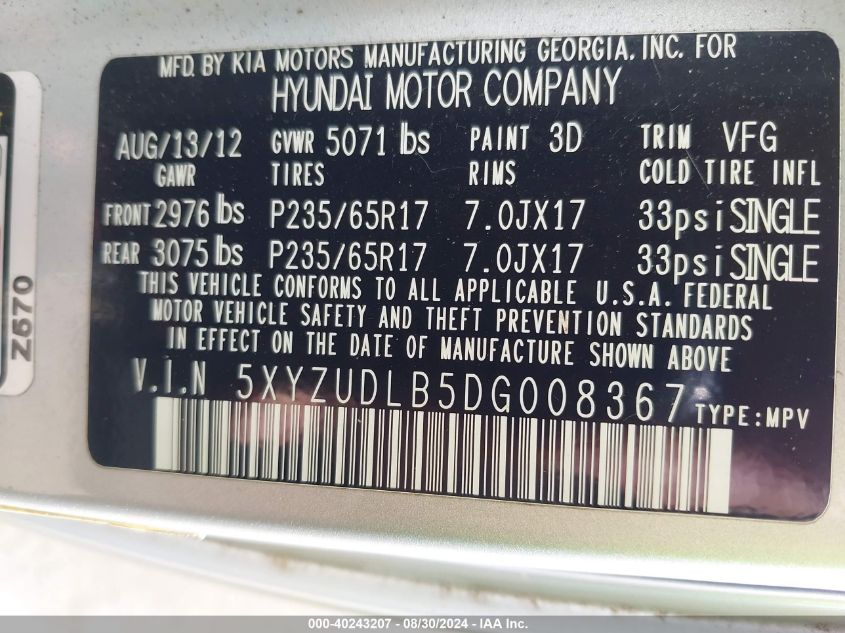 MFD. BY KIA MOTORS MANUFACTURING GEORGIA, INC. FOR
HYUNDAI MOTOR COMPANY
AUG/13/12 GVWR 5071 lbs PAINT 3D TRIM VFG
GAWR TIRES RIMS COLD TIRE INFL
FRONT 2976 lbs P235/65R17 7.0JX17 33psi SINGLE
REAR 3075 lbs P235/65R17 7.0JX17 33psi SINGLE
THIS VEHICLE CONFORMS TO ALL APPLICABLE U.S.A. FEDERAL
MOTOR VEHICLE SAFETY AND THEFT PREVENTION STANDARDS
IN EFFECT ON THE DATE OF MANUFACTURE SHOWN ABOVE
V.I.N 5XYZUDLB5DG008367 TYPE:MPV
Z670
000-40243207 - 08/30/2024 - IAA Inc.